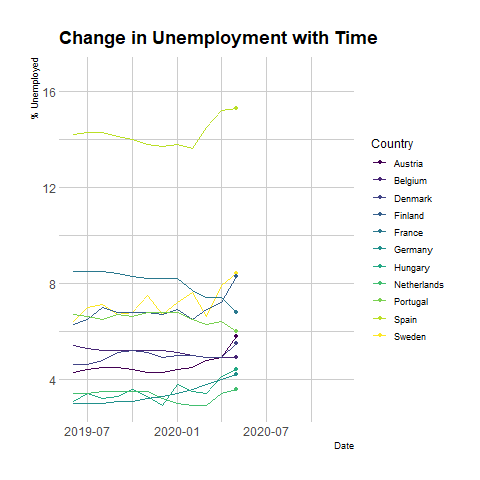 Change in Unemployment with Time
% Unemployed
16
12
8
4
2019-07 2020-01 2020-07
Date
Country
Austria
Belgium
Denmark
Finland
France
Germany
Hungary
Netherlands
Portugal
Spain
Sweden